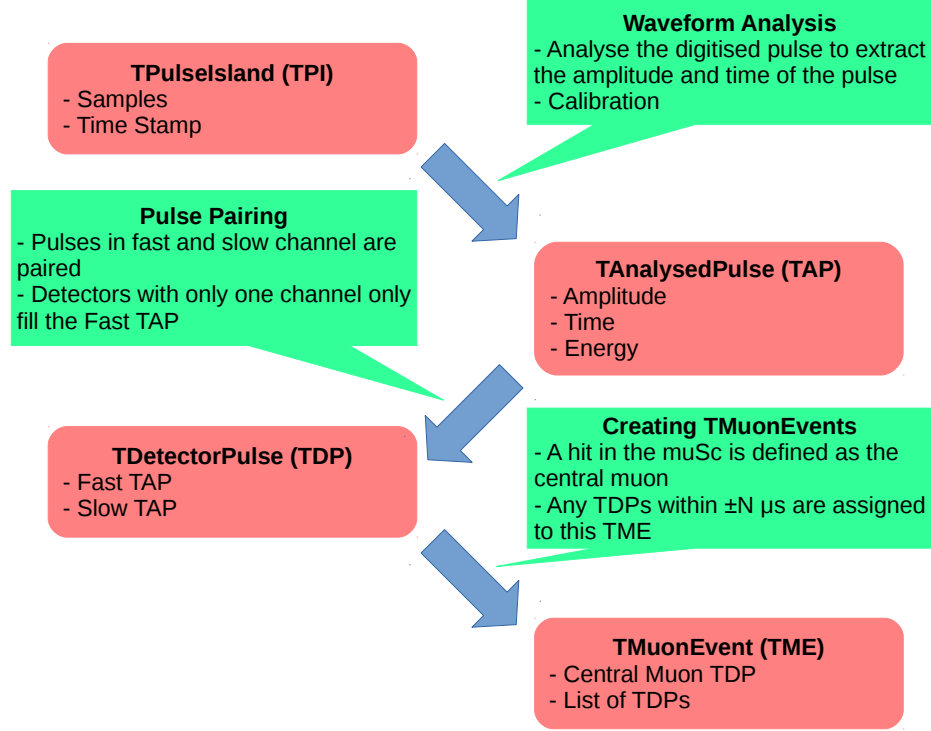 Waveform Analysis
- Analyse the digitised pulse to extract
the amplitude and time of the pulse
- Calibration
TPulseIsland (TPI)
- Samples
- Time Stamp
Pulse Pairing
- Pulses in fast and slow channel are
paired
- Detectors with only one channel only
fill the Fast TAP
TAnalysedPulse (TAP)
- Amplitude
- Time
- Energy
TDetectorPulse (TDP)
- Fast TAP
- Slow TAP
Creating TMuonEvents
- A hit in the muSc is defined as the
central muon
- Any TDPs within ±N μs are assigned
to this TME
TMuonEvent (TME)
- Central Muon TDP
- List of TDPs